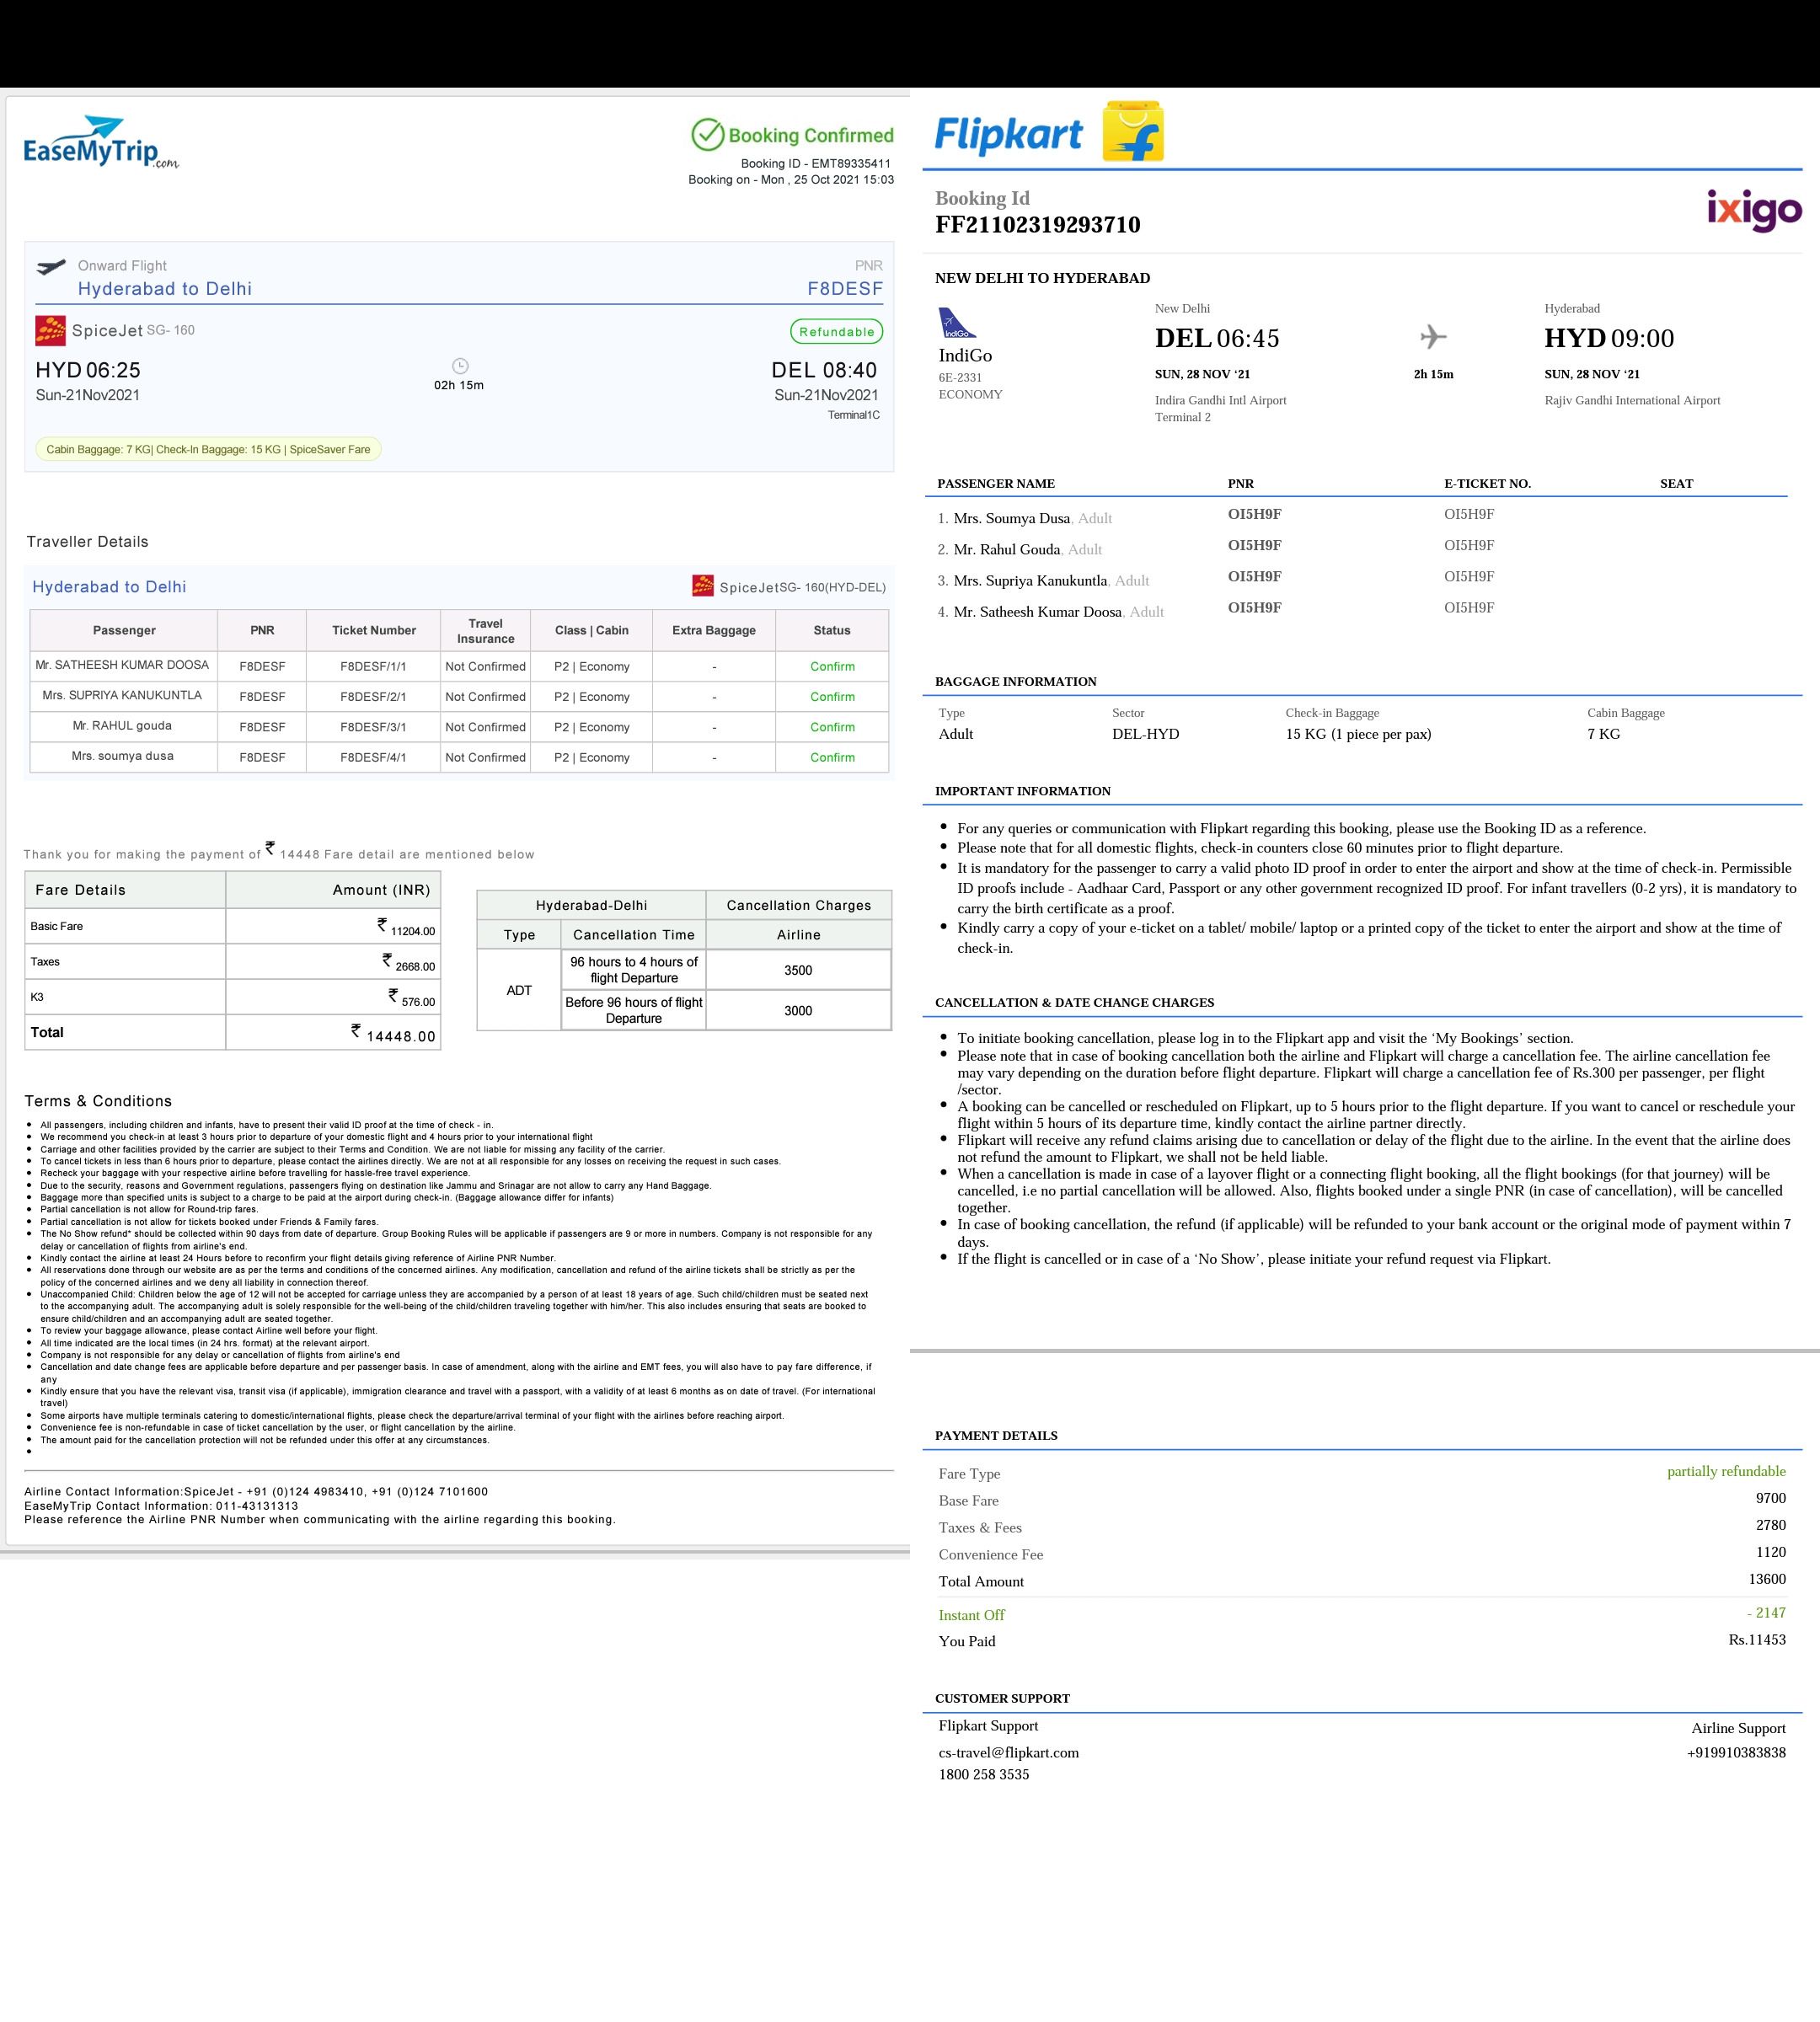 EaseMyTrip.com
Booking Confirmed
Booking ID - EMT89335411
Booking on - Mon , 25 Oct 2021 15:03
Onward Flight
PNR
Hyderabad to Delhi
F8DESF
SpiceJet SG- 160
Refundable
HYD 06:25
02h 15m
DEL 08:40
Sun-21Nov2021
Sun-21Nov2021
Terminal1C
Cabin Baggage: 7 KG| Check-In Baggage: 15 KG | SpiceSaver Fare
Traveller Details
Hyderabad to Delhi
SpiceJetSG- 160(HYD-DEL)
Passenger PNR Ticket Number Travel Insurance Class | Cabin Extra Baggage Status
Mr. SATHEESH KUMAR DOOSA F8DESF F8DESF/1/1 Not Confirmed P2 | Economy - Confirm
Mrs. SUPRIYA KANUKUNTLA F8DESF F8DESF/2/1 Not Confirmed P2 | Economy - Confirm
Mr. RAHUL gouda F8DESF F8DESF/3/1 Not Confirmed P2 | Economy - Confirm
Mrs. soumya dusa F8DESF F8DESF/4/1 Not Confirmed P2 | Economy - Confirm
Thank you for making the payment of ₹ 14448 Fare detail are mentioned below
Fare Details Amount (INR)
Basic Fare ₹ 11204.00
Taxes ₹ 2668.00
K3 ₹ 576.00
Total ₹ 14448.00
Hyderabad-Delhi Cancellation Charges
Type Cancellation Time Airline
ADT
96 hours to 4 hours of flight Departure 3500
Before 96 hours of flight Departure 3000
Terms & Conditions
• All passengers, including children and infants, have to present their valid ID proof at the time of check - in.
• We recommend you check-in at least 3 hours prior to departure of your domestic flight and 4 hours prior to your international flight
• Carriage and other facilities provided by the carrier are subject to their Terms and Condition. We are not liable for missing any facility of the carrier.
• To cancel tickets in less than 6 hours prior to departure, please contact the airlines directly. We are not at all responsible for any losses on receiving the request in such cases.
• Recheck your baggage with your respective airline before travelling for hassle-free travel experience.
• Due to the security, reasons and Government regulations, passengers flying on destination like Jammu and Srinagar are not allow to carry any Hand Baggage.
• Baggage more than specified units is subject to a charge to be paid at the airport during check-in. (Baggage allowance differ for infants)
• Partial cancellation is not allow for Round-trip fares.
• Partial cancellation is not allow for tickets booked under Friends & Family fares.
• The No Show refund* should be collected within 90 days from date of departure. Group Booking Rules will be applicable if passengers are 9 or more in numbers. Company is not responsible for any
delay or cancellation of flights from airline's end.
• Kindly contact the airline at least 24 Hours before to reconfirm your flight details giving reference of Airline PNR Number.
• All reservations done through our website are as per the terms and conditions of the concerned airlines. Any modification, cancellation and refund of the airline tickets shall be strictly as per the
policy of the concerned airlines and we deny all liability in connection thereof.
• Unaccompanied Child: Children below the age of 12 will not be accepted for carriage unless they are accompanied by a person of at least 18 years of age. Such child/children must be seated next
to the accompanying adult. The accompanying adult is solely responsible for the well-being of the child/children traveling together with him/her. This also includes ensuring that seats are booked to
ensure child/children and an accompanying adult are seated together.
• To review your baggage allowance, please contact Airline well before your flight.
• All time indicated are the local times (in 24 hrs. format) at the relevant airport.
• Company is not responsible for any delay or cancellation of flights from airline's end
• Cancellation and date change fees are applicable before departure and per passenger basis. In case of amendment, along with the airline and EMT fees, you will also have to pay fare difference, if
any
• Kindly ensure that you have the relevant visa, transit visa (if applicable), immigration clearance and travel with a passport, with a validity of at least 6 months as on date of travel. (For international
travel)
• Some airports have multiple terminals catering to domestic/international flights, please check the departure/arrival terminal of your flight with the airlines before reaching airport.
• Convenience fee is non-refundable in case of ticket cancellation by the user, or flight cancellation by the airline.
• The amount paid for the cancellation protection will not be refunded under this offer at any circumstances.
Airline Contact Information:SpiceJet - +91 (0)124 4983410, +91 (0)124 7101600
EaseMyTrip Contact Information: 011-43131313
Please reference the Airline PNR Number when communicating with the airline regarding this booking.
Flipkart
Booking Id
FF21102319293710
ixigo
NEW DELHI TO HYDERABAD
New Delhi
Hyderabad
IndiGo
DEL 06:45
HYD 09:00
IndiGo
6E-2331
ECONOMY
SUN, 28 NOV ‘21
2h 15m
SUN, 28 NOV ‘21
Indira Gandhi Intl Airport
Rajiv Gandhi International Airport
Terminal 2
PASSENGER NAME PNR E-TICKET NO. SEAT
1. Mrs. Soumya Dusa, Adult OI5H9F OI5H9F
2. Mr. Rahul Gouda, Adult OI5H9F OI5H9F
3. Mrs. Supriya Kanukuntla, Adult OI5H9F OI5H9F
4. Mr. Satheesh Kumar Doosa, Adult OI5H9F OI5H9F
BAGGAGE INFORMATION
Type Sector Check-in Baggage Cabin Baggage
Adult DEL-HYD 15 KG (1 piece per pax) 7 KG
IMPORTANT INFORMATION
• For any queries or communication with Flipkart regarding this booking, please use the Booking ID as a reference.
• Please note that for all domestic flights, check-in counters close 60 minutes prior to flight departure.
• It is mandatory for the passenger to carry a valid photo ID proof in order to enter the airport and show at the time of check-in. Permissible
ID proofs include - Aadhaar Card, Passport or any other government recognized ID proof. For infant travellers (0-2 yrs), it is mandatory to
carry the birth certificate as a proof.
• Kindly carry a copy of your e-ticket on a tablet/ mobile/ laptop or a printed copy of the ticket to enter the airport and show at the time of
check-in.
CANCELLATION & DATE CHANGE CHARGES
• To initiate booking cancellation, please log in to the Flipkart app and visit the ‘My Bookings’ section.
• Please note that in case of booking cancellation both the airline and Flipkart will charge a cancellation fee. The airline cancellation fee
may vary depending on the duration before flight departure. Flipkart will charge a cancellation fee of Rs.300 per passenger, per flight
/sector.
• A booking can be cancelled or rescheduled on Flipkart, up to 5 hours prior to the flight departure. If you want to cancel or reschedule your
flight within 5 hours of its departure time, kindly contact the airline partner directly.
• Flipkart will receive any refund claims arising due to cancellation or delay of the flight due to the airline. In the event that the airline does
not refund the amount to Flipkart, we shall not be held liable.
• When a cancellation is made in case of a layover flight or a connecting flight booking, all the flight bookings (for that journey) will be
cancelled, i.e no partial cancellation will be allowed. Also, flights booked under a single PNR (in case of cancellation), will be cancelled
together.
• In case of booking cancellation, the refund (if applicable) will be refunded to your bank account or the original mode of payment within 7
days.
• If the flight is cancelled or in case of a ‘No Show’, please initiate your refund request via Flipkart.
PAYMENT DETAILS
Fare Type partially refundable
Base Fare 9700
Taxes & Fees 2780
Convenience Fee 1120
Total Amount 13600
Instant Off - 2147
You Paid Rs.11453
CUSTOMER SUPPORT
Flipkart Support Airline Support
cs-travel@flipkart.com +919910383838
1800 258 3535